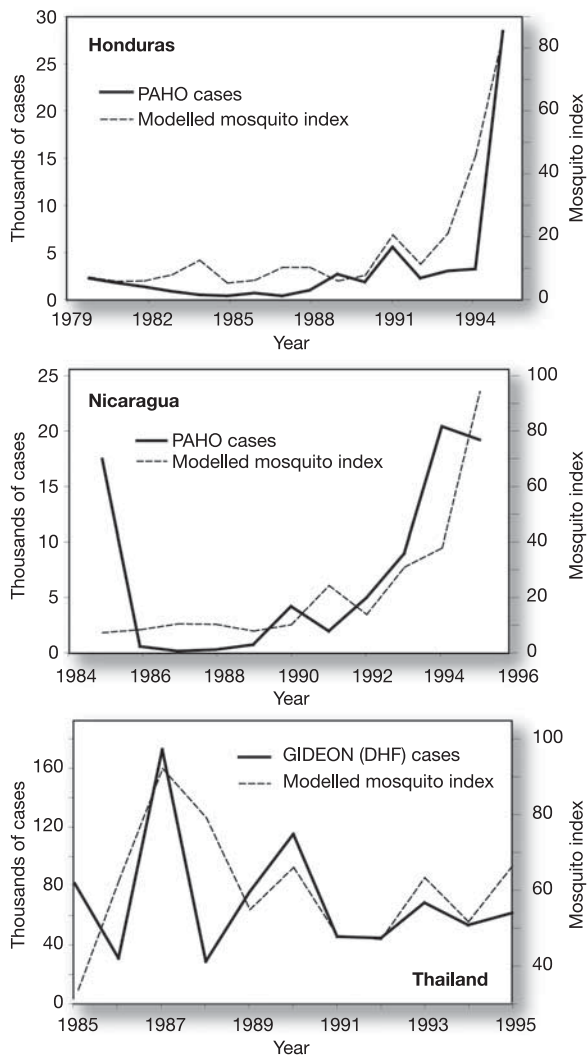 Honduras
PAHO cases
Modelled mosquito index
Thousands of cases
30
25
20
15
10
5
0
Mosquito index
80
60
40
20
0
1979 1982 1985 1988 1991 1994
Year
Nicaragua
PAHO cases
Modelled mosquito index
Thousands of cases
25
20
15
10
5
0
Mosquito index
100
80
60
40
20
0
1984 1986 1988 1990 1992 1994 1996
Year
GIDEON (DHF) cases
Modelled mosquito index
Thailand
Thousands of cases
160
120
80
40
0
Mosquito index
100
80
60
40
1985 1987 1989 1991 1993 1995
Year